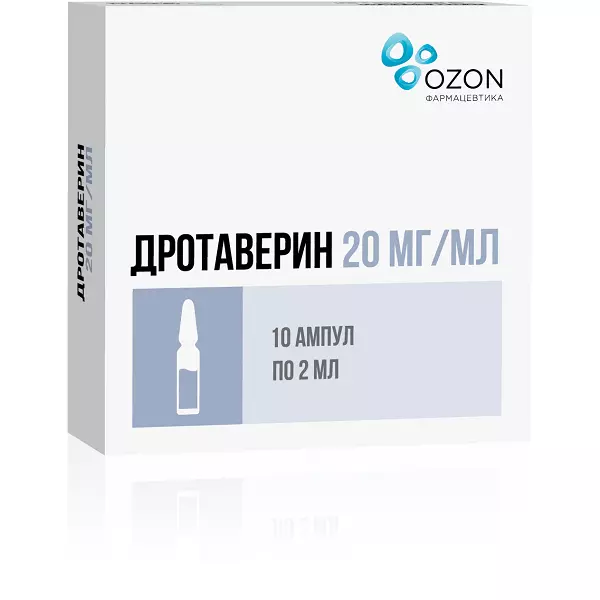 OZON
ФАРМАЦЕВТИКА
ДРОТАВЕРИН 20 МГ/МЛ
10 АМПУЛ
ПО 2 МЛ
ДРОТАВЕРИН
20 МГ/МЛ